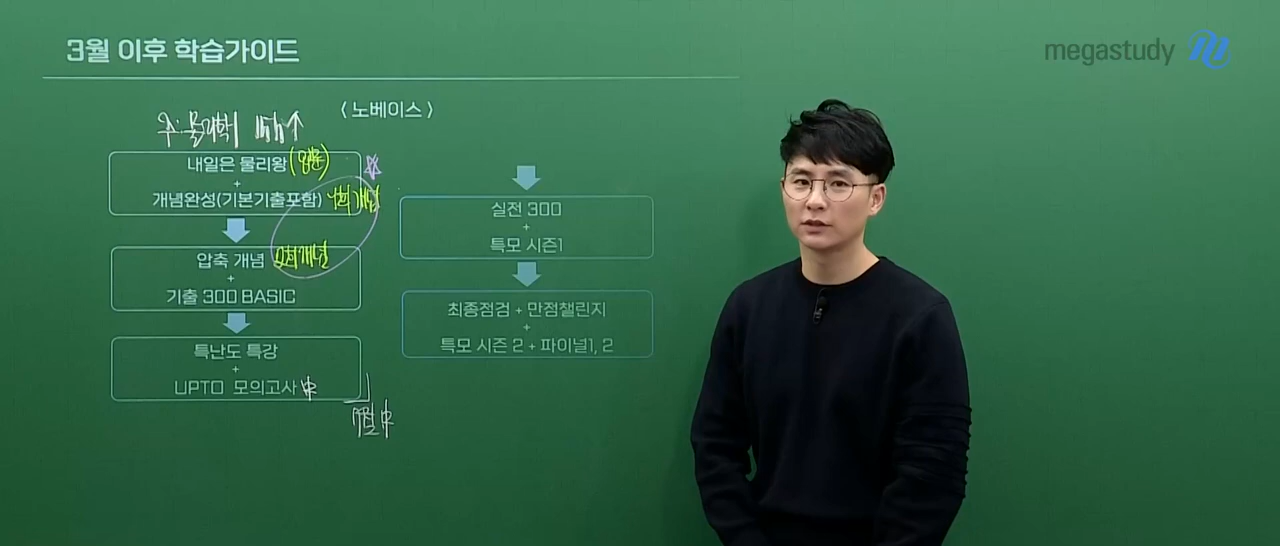 3월 이후 학습가이드
megastudy
〈노베이스〉
내일은 물리왕
+
개념완성(기본기출포함)
압축 개념
+
기출 300 BASIC
특난도 특강
+
UPTO 모의고사
실전 300
+
특모 시즌1
최종점검 + 만점챌린지
+
특모 시즌 2 + 파이널1, 2